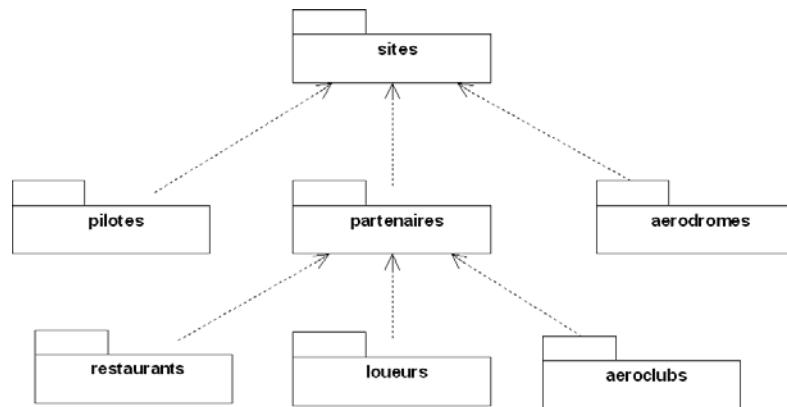 sites
pilotes
partenaires
aerodromes
restaurants
loueurs
aeroclubs